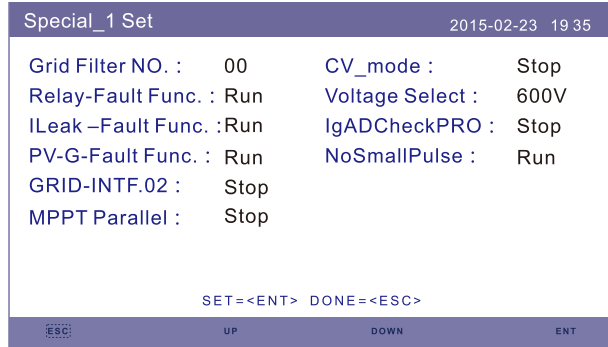 Special_1 Set 2015-02-23 19 35
Grid Filter NO. : 00 CV_mode : Stop
Relay-Fault Func. : Run Voltage Select : 600V
ILeak –Fault Func. : Run IgADCheckPRO : Stop
PV-G-Fault Func. : Run NoSmallPulse : Run
GRID-INTF.02 : Stop
MPPT Parallel : Stop
SET=<ENT> DONE=<ESC>
ESC UP DOWN ENT